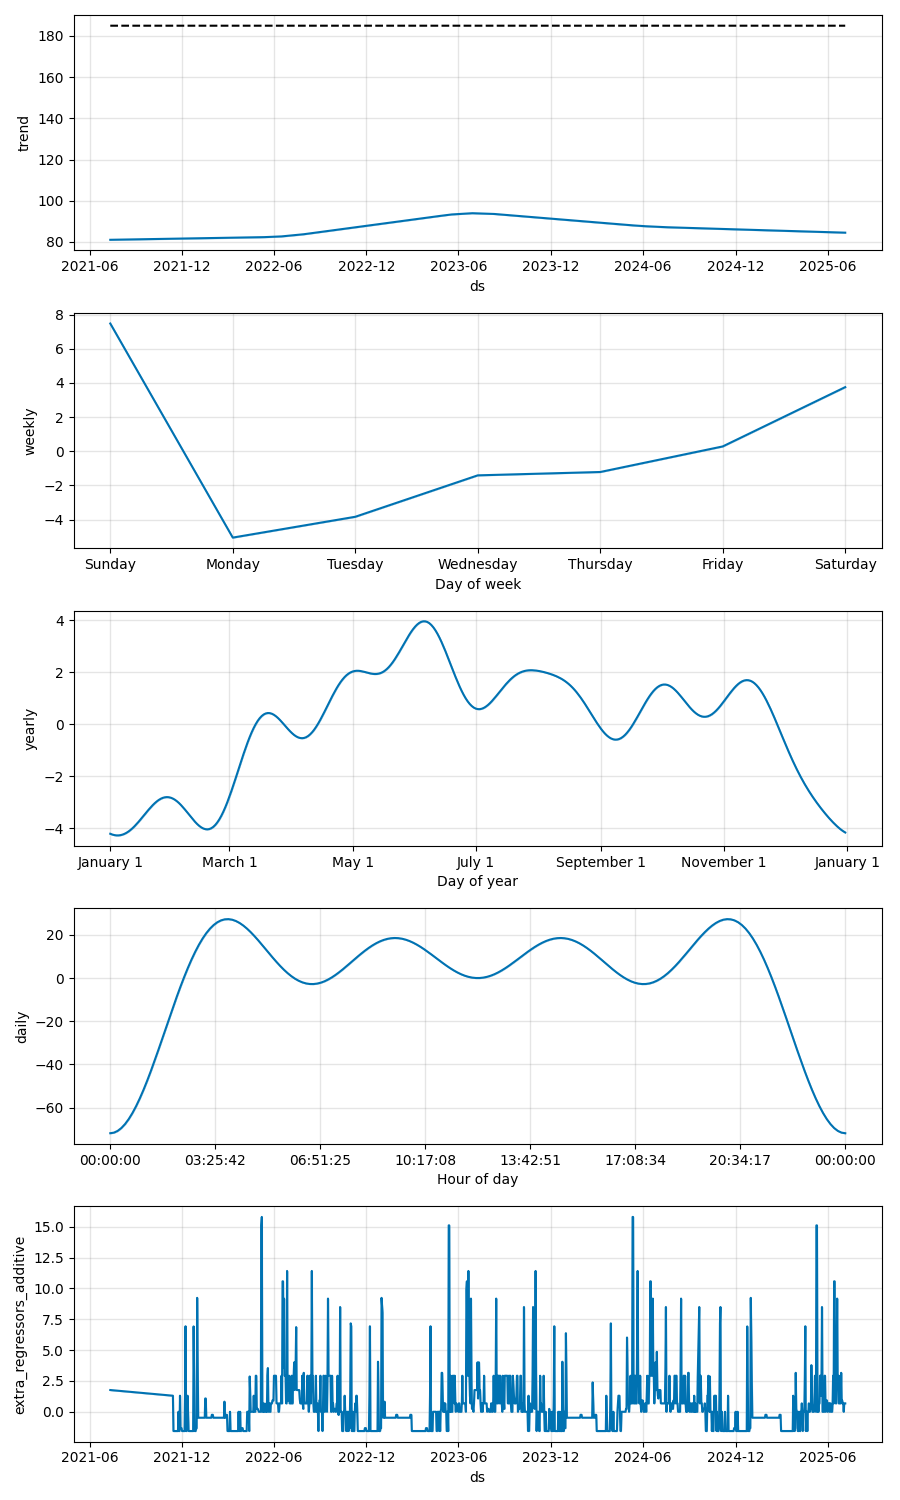 180
160
140
120
100
80
trend
2021-06 2021-12 2022-06 2022-12 2023-06 2023-12 2024-06 2024-12 2025-06
ds
8
6
4
2
0
−2
−4
weekly
Sunday Monday Tuesday Wednesday Thursday Friday Saturday
Day of week
4
2
0
−2
−4
yearly
January 1 March 1 May 1 July 1 September 1 November 1 January 1
Day of year
20
0
−20
−40
−60
daily
00:00:00 03:25:42 06:51:25 10:17:08 13:42:51 17:08:34 20:34:17 00:00:00
Hour of day
15.0
12.5
10.0
7.5
5.0
2.5
0.0
extra_regressors_additive
2021-06 2021-12 2022-06 2022-12 2023-06 2023-12 2024-06 2024-12 2025-06
ds